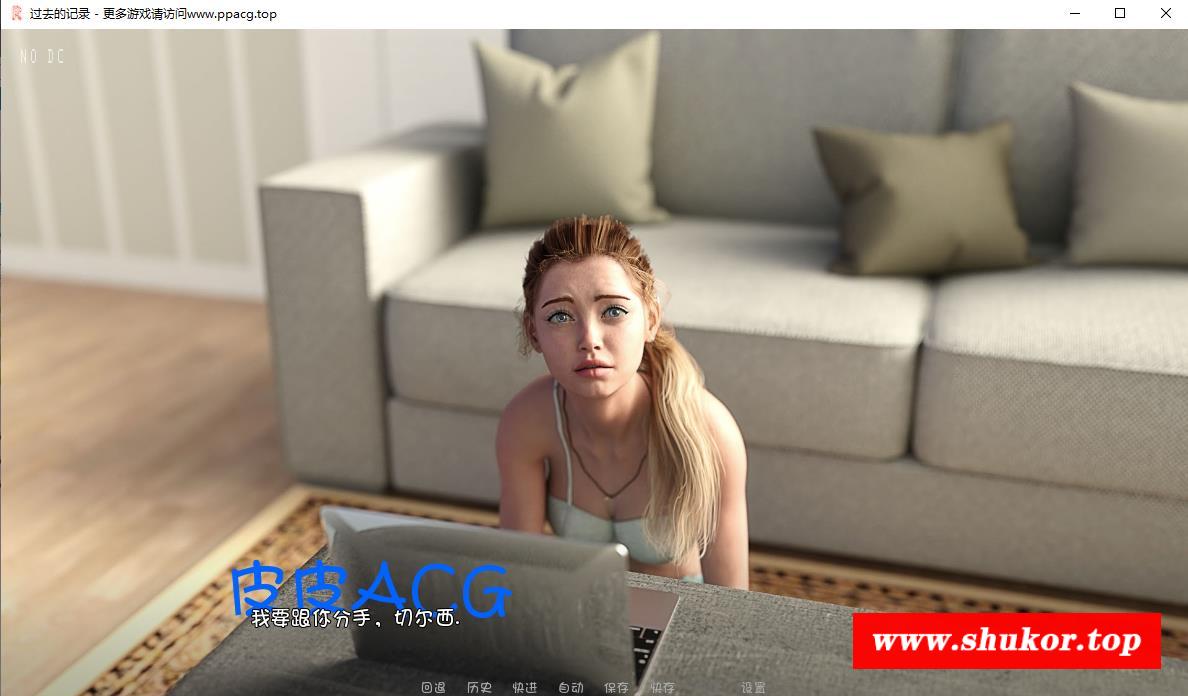 过去的记录 - 更多游戏请访问www.ppacg.top
NO DC
皮皮ACG
我要跟你分手，切尔西.
www.shukor.top
回退 历史 快进 自动 保存 快存 设置